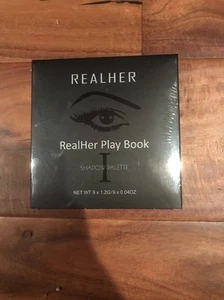 REALHER
RealHer Play Book
SHADOW PALETTE
I
NET WT 9 x 1.2G/9 x 0.04OZ